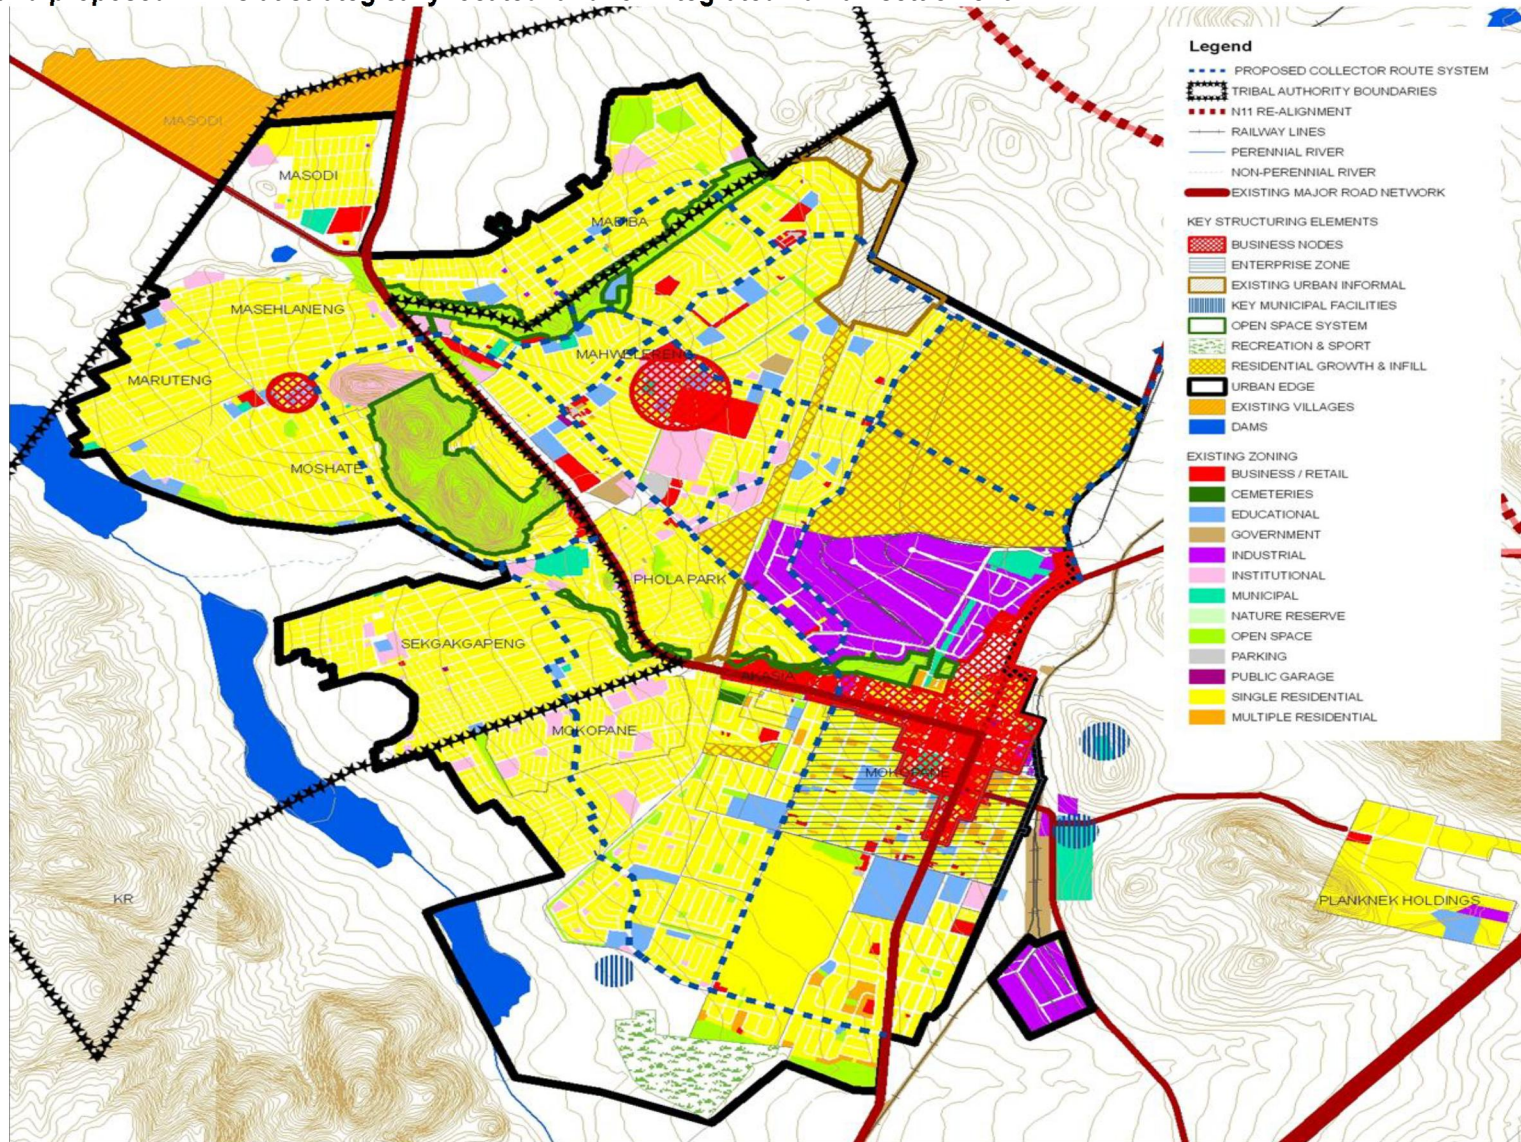 Legend
PROPOSED COLLECTOR ROUTE SYSTEM
TRIBAL AUTHORITY BOUNDARIES
N11 RE-ALIGNMENT
RAILWAY LINES
PERENNIAL RIVER
NON-PERENNIAL RIVER
EXISTING MAJOR ROAD NETWORK
KEY STRUCTURING ELEMENTS
BUSINESS NODES
ENTERPRISE ZONE
EXISTING URBAN INFORMAL
KEY MUNICIPAL FACILITIES
OPEN SPACE SYSTEM
RECREATION & SPORT
RESIDENTIAL GROWTH & INFILL
URBAN EDGE
EXISTING VILLAGES
DAMS
EXISTING ZONING
BUSINESS / RETAIL
CEMETERIES
EDUCATIONAL
GOVERNMENT
INDUSTRIAL
INSTITUTIONAL
MUNICIPAL
NATURE RESERVE
OPEN SPACE
PARKING
PUBLIC GARAGE
SINGLE RESIDENTIAL
MULTIPLE RESIDENTIAL
MASODI
MASODI
MADIBA
MASEHLANENG
MAHWELERENG
MARUTENG
MOSHATE
PHOLA PARK
SEKGAKGAPENG
AKASIA
MOKOPANE
MOKOPANE
KR
PLANKNEK HOLDINGS